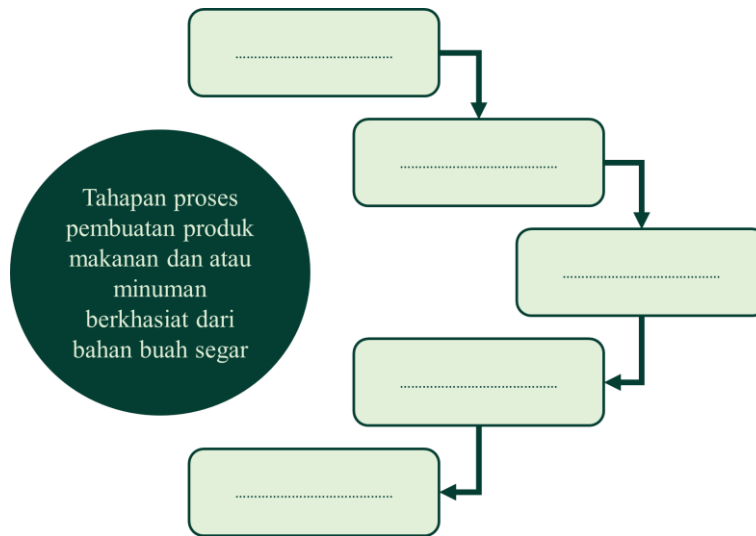 .......................................
.......................................
.......................................
.......................................
.......................................
Tahapan proses
pembuatan produk
makanan dan atau
minuman
berkhasiat dari
bahan buah segar